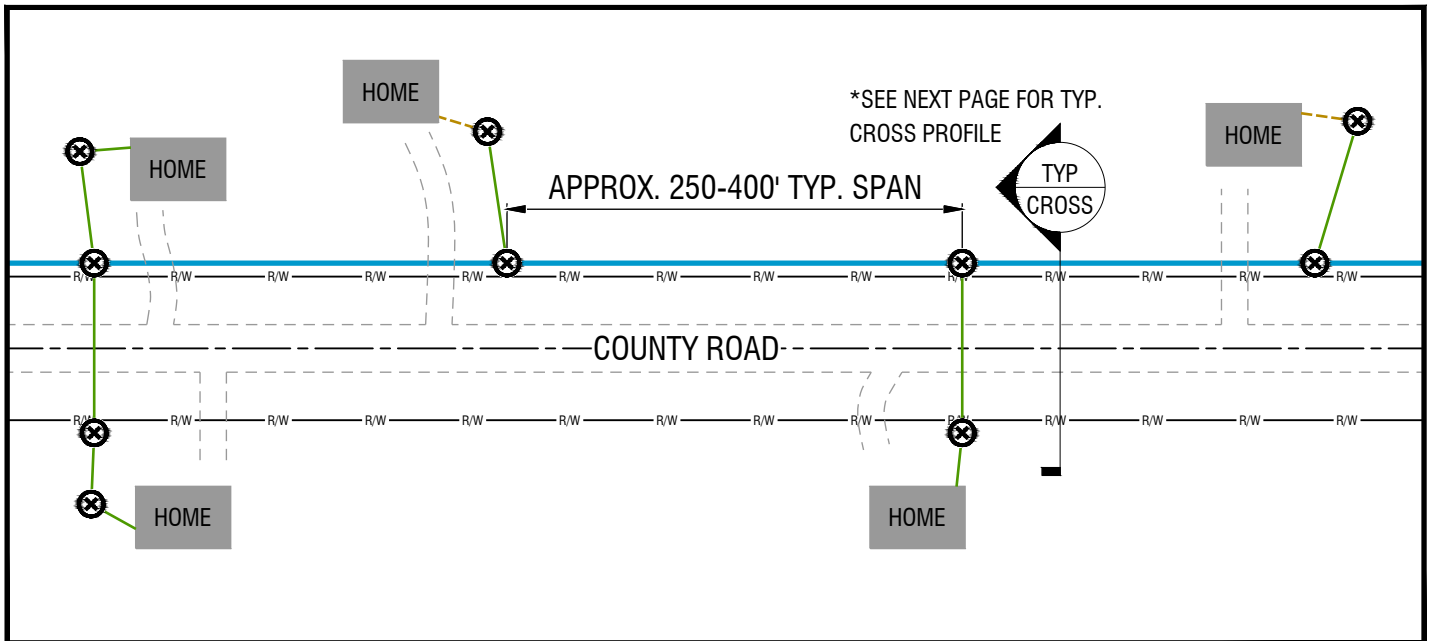 HOME
*SEE NEXT PAGE FOR TYP.
CROSS PROFILE
HOME
HOME
TYP
CROSS
APPROX. 250-400' TYP. SPAN
R/W R/W R/W R/W R/W R/W R/W R/W R/W R/W R/W R/W R/W R/W
COUNTY ROAD
R/W R/W R/W R/W R/W R/W R/W R/W R/W R/W R/W R/W R/W R/W
HOME
HOME